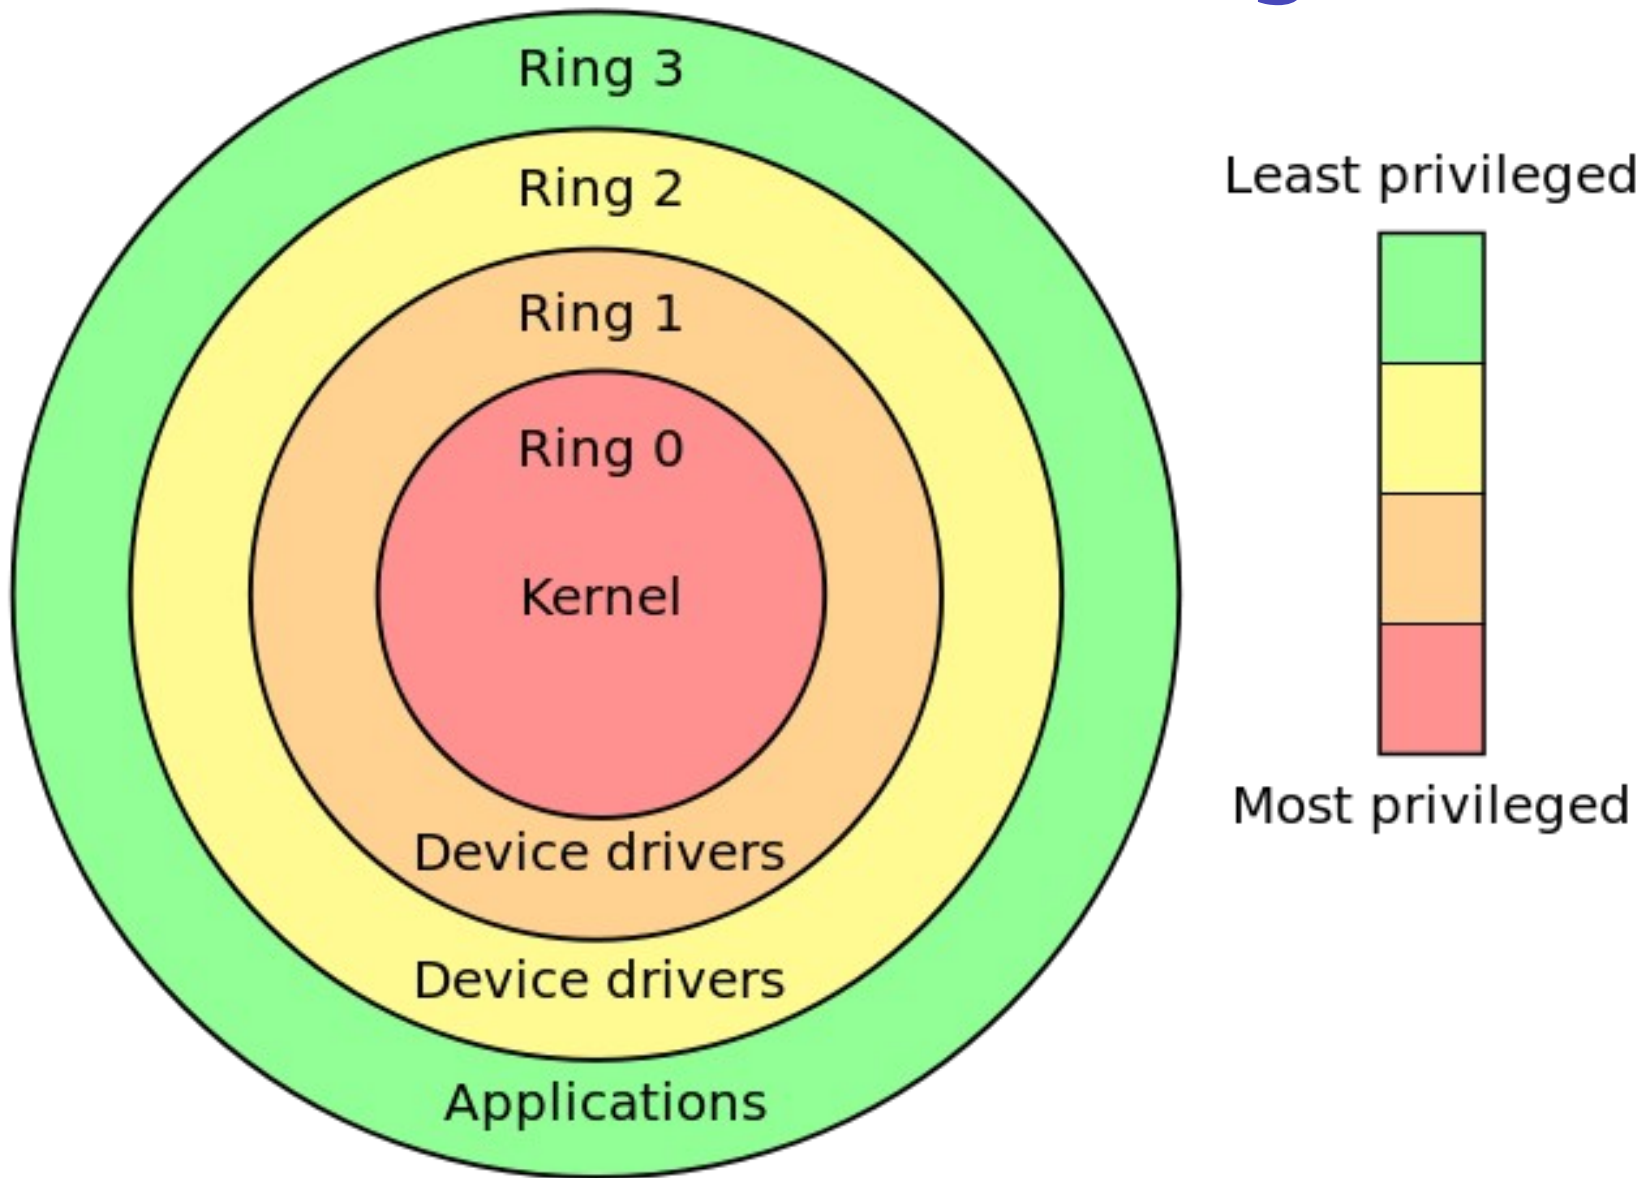 Ring 3
Ring 2
Ring 1
Ring 0
Kernel
Device drivers
Device drivers
Applications
Least privileged
Most privileged